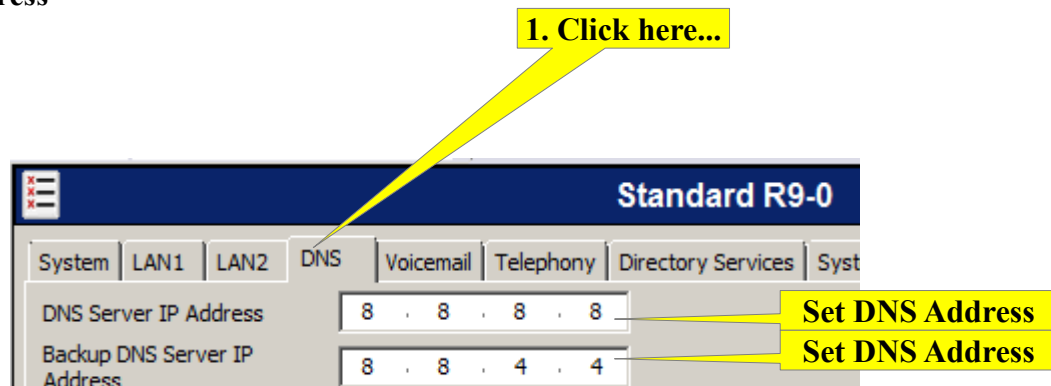 1. Click here...
Standard R9-0
System LAN1 LAN2 DNS Voicemail Telephony Directory Services Syst
DNS Server IP Address 8 . 8 . 8 . 8 Set DNS Address
Backup DNS Server IP Address 8 . 8 . 4 . 4 Set DNS Address